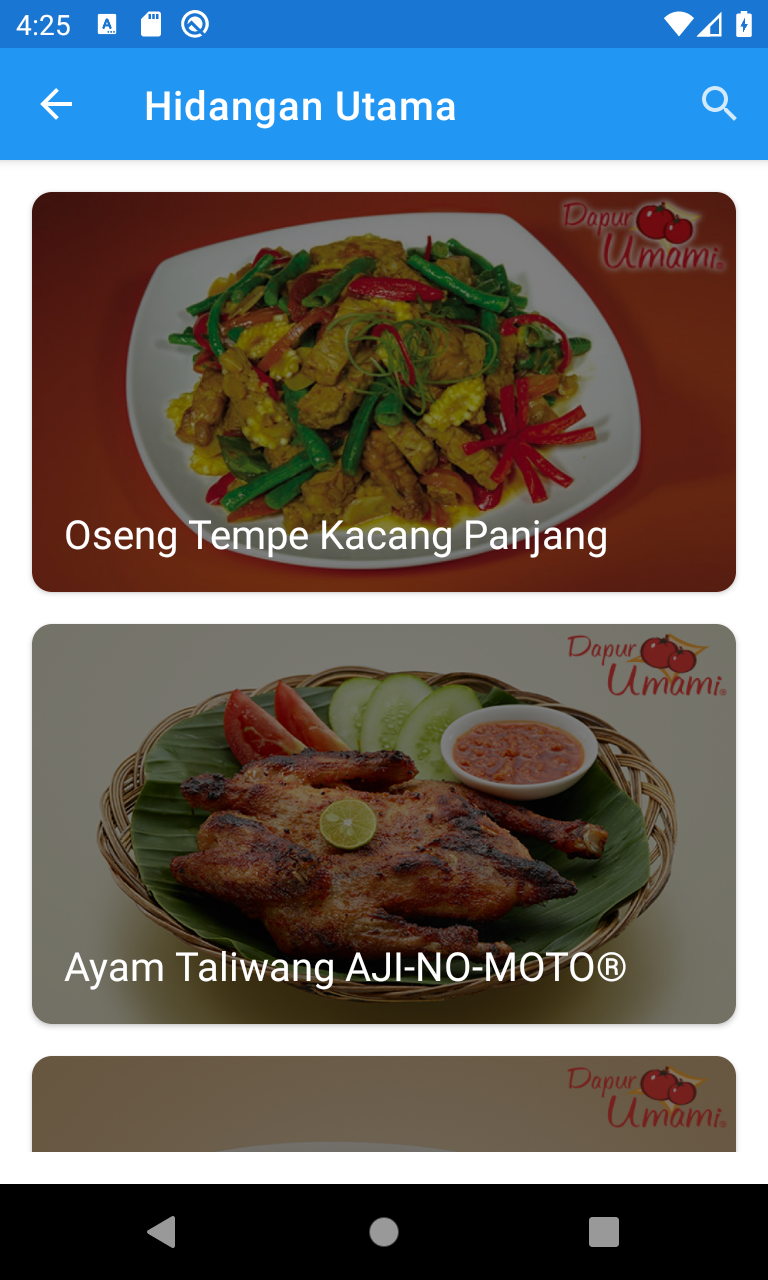 4:25
Hidangan Utama
Dapur
Umami®
Oseng Tempe Kacang Panjang
Dapur
Umami®
Ayam Taliwang AJI-NO-MOTO®
Dapur
Umami®